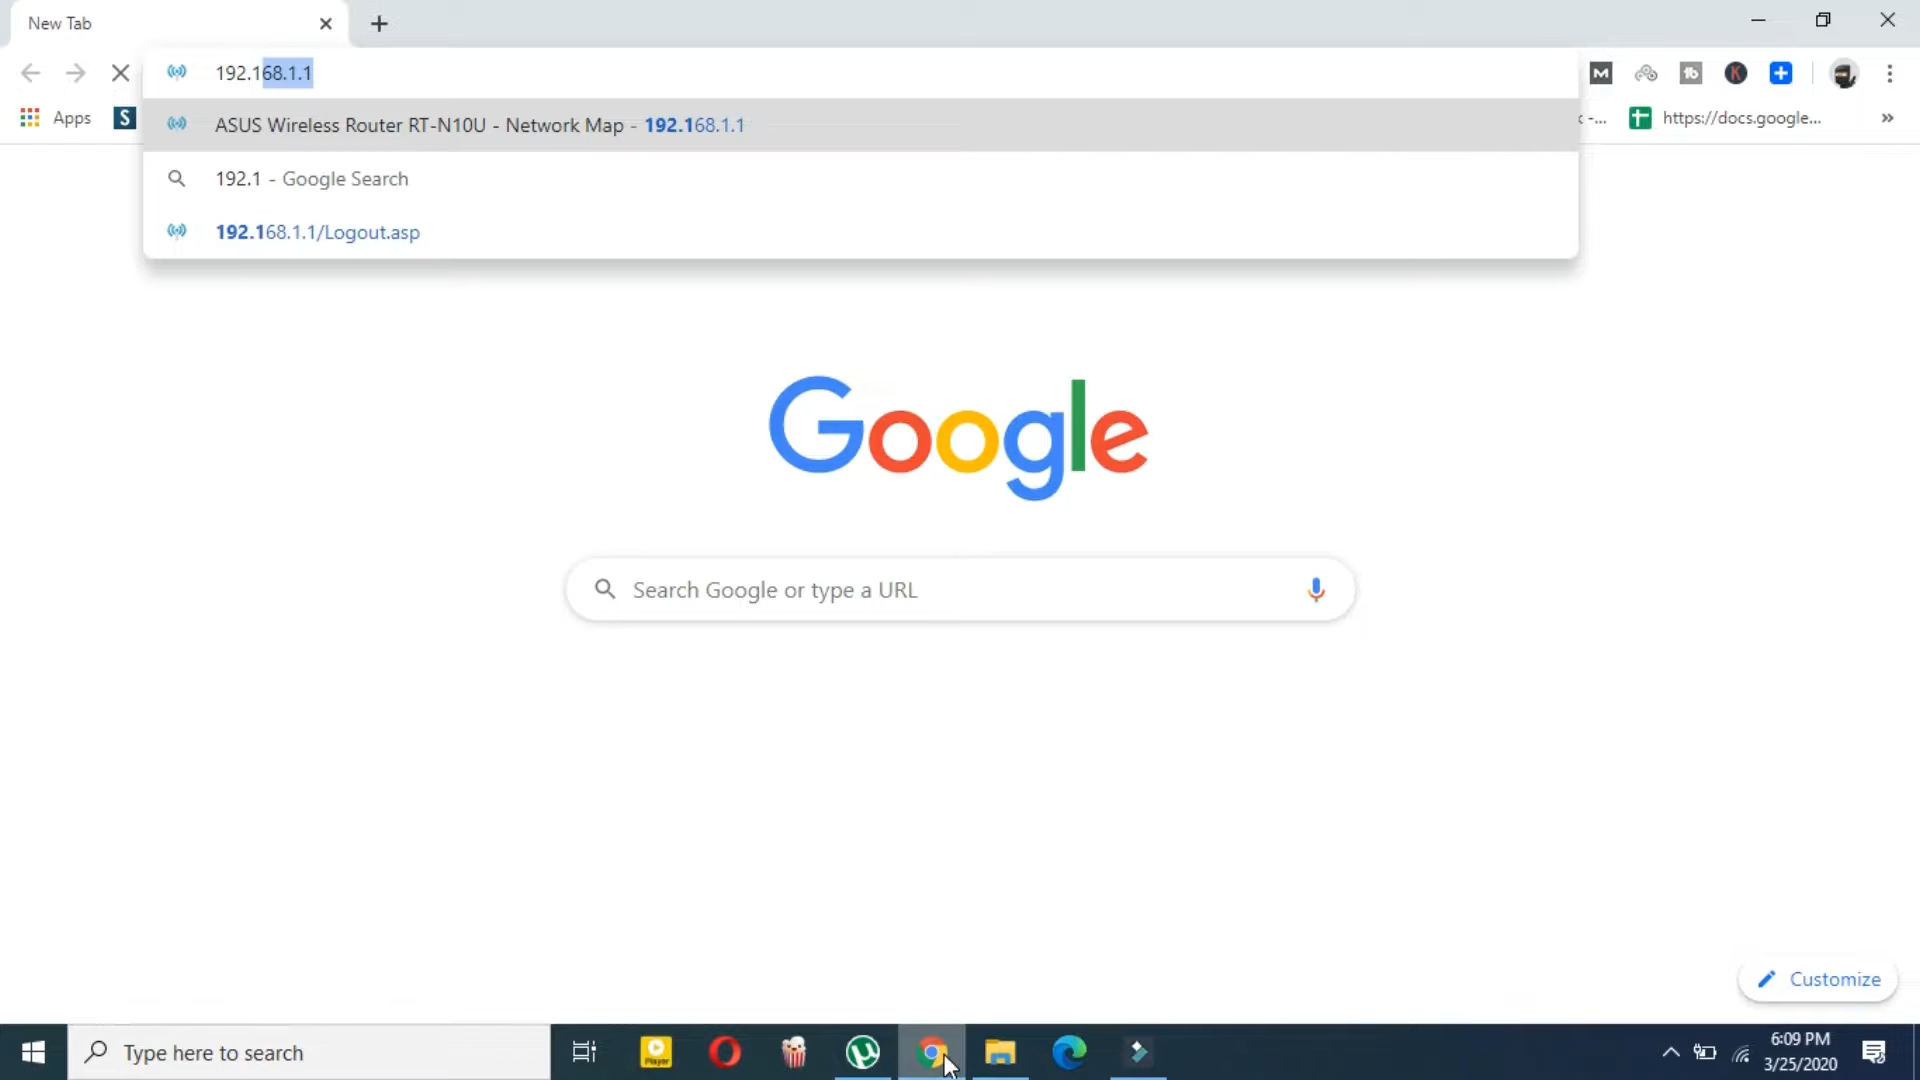 New Tab
192.168.1.1
Apps
S
ASUS Wireless Router RT-N10U - Network Map - 192.168.1.1
192.1 - Google Search
192.168.1.1/Logout.asp
M
tb
K
-...
https://docs.google...
»
Google
Search Google or type a URL
Customize
Type here to search
Player
6:09 PM
3/25/2020